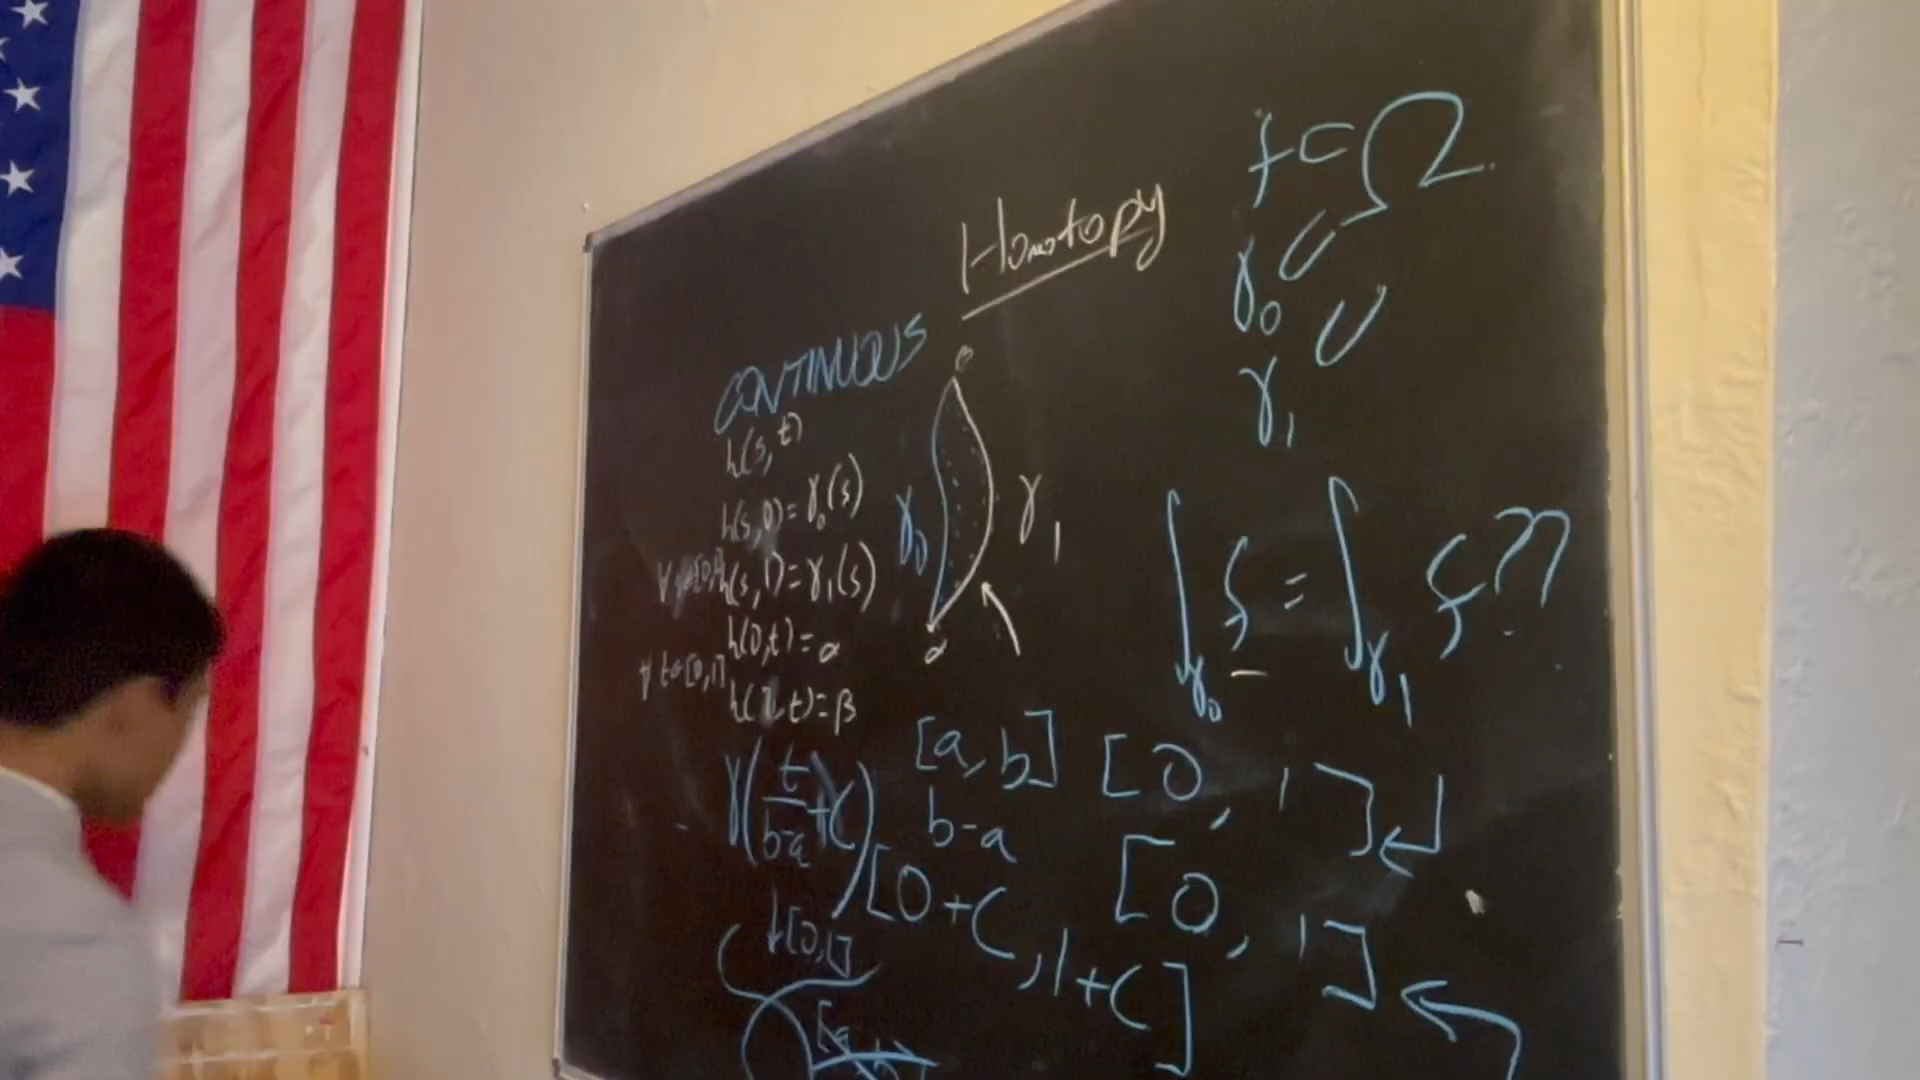 Homotopy
CONTINUOUS
h(s, t)
h(s, 0) = γ₀(s)
h(s, 1) = γ₁(s)
h(0, t) = α
∀ t ∈ [0, 1]
h(1, t) = β
γ₀
γ₁
α
β
f ⊂ Ω
γ₀ ⊂
γ₁ ⊂
∫γ₀ f = ∫γ₁ f ??
[a, b] [0, 1]
γ(t/(b-a) + C)
b-a
[0, 1]
[0+C, 1+C]
t[0, 1]